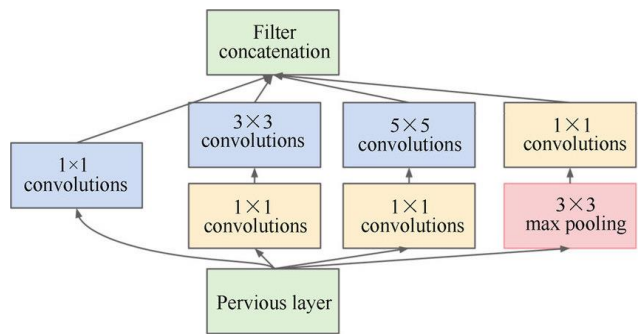 Filter
concatenation
1×1
convolutions
3×3
convolutions
5×5
convolutions
1×1
convolutions
1×1
convolutions
1×1
convolutions
3×3
max pooling
Pervious layer